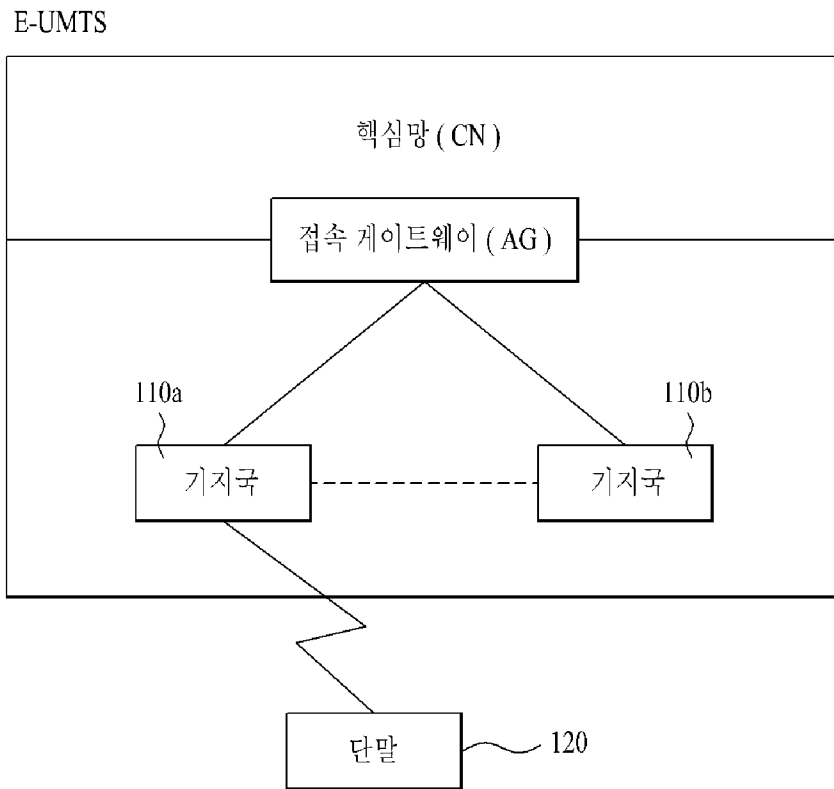 E-UMTS
핵심망 ( CN )
접속 게이트웨이 ( AG )
110a
110b
기지국
기지국
단말
120